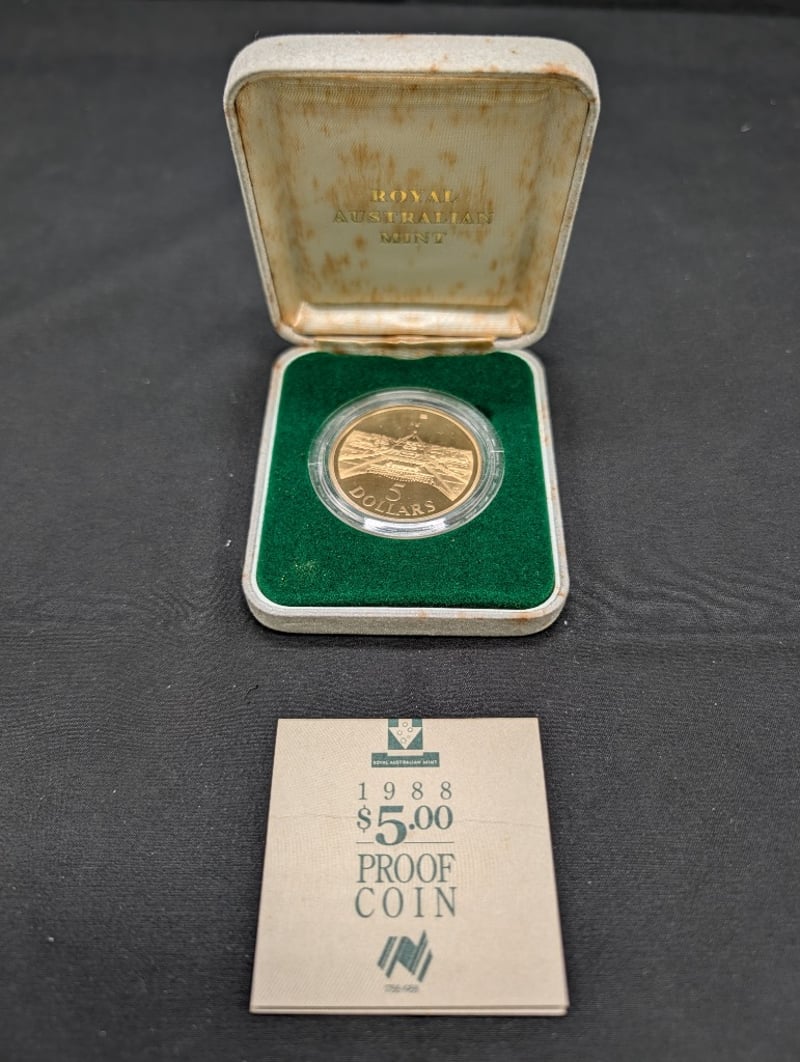 ROYAL
AUSTRALIAN
MINT
5
DOLLARS
ROYAL AUSTRALIAN MINT
1988
$5.00
PROOF
COIN